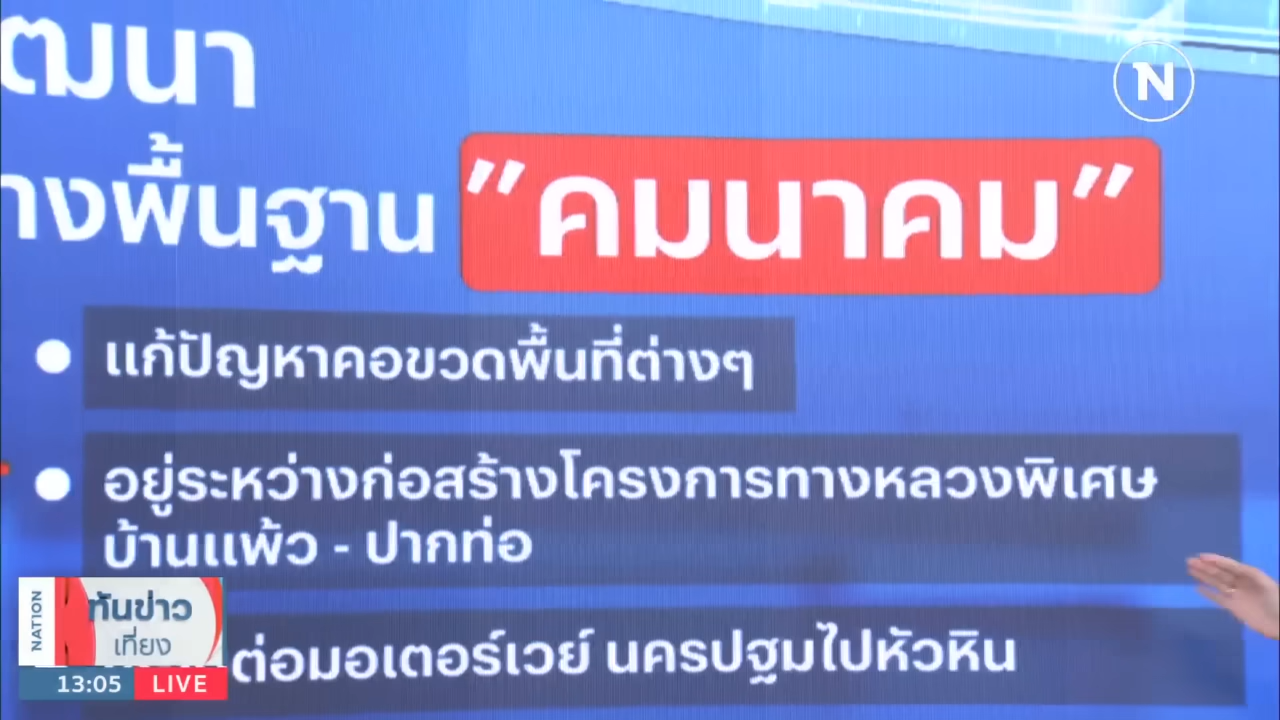 ฒนา
างพื้นฐาน "คมนาคม"
N
แก้ปัญหาคอขวดพื้นที่ต่างๆ
อยู่ระหว่างก่อสร้างโครงการทางหลวงพิเศษ
บ้านแพ้ว - ปากท่อ
ต่อมอเตอร์เวย์ นครปฐมไปหัวหิน
NATION
ทันข่าว
เที่ยง
13:05 LIVE